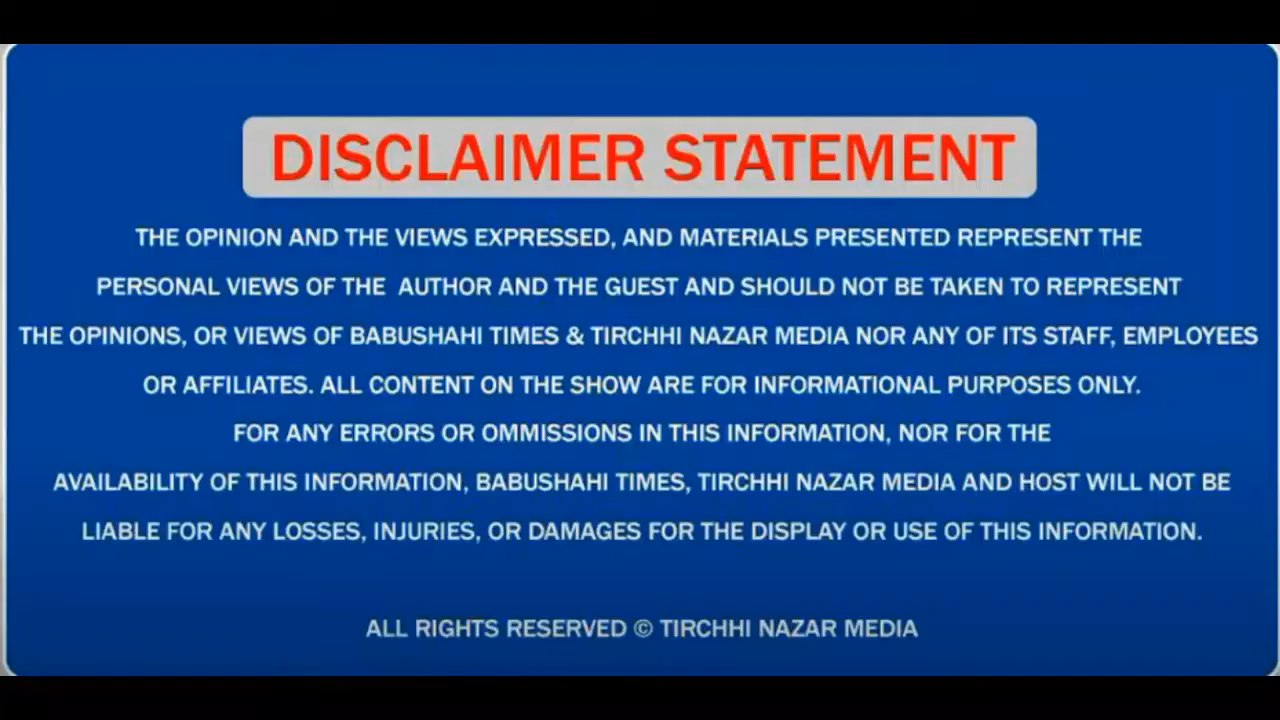 DISCLAIMER STATEMENT
THE OPINION AND THE VIEWS EXPRESSED, AND MATERIALS PRESENTED REPRESENT THE
PERSONAL VIEWS OF THE AUTHOR AND THE GUEST AND SHOULD NOT BE TAKEN TO REPRESENT
THE OPINIONS, OR VIEWS OF BABUSHAHI TIMES & TIRCHHI NAZAR MEDIA NOR ANY OF ITS STAFF, EMPLOYEES
OR AFFILIATES. ALL CONTENT ON THE SHOW ARE FOR INFORMATIONAL PURPOSES ONLY.
FOR ANY ERRORS OR OMMISSIONS IN THIS INFORMATION, NOR FOR THE
AVAILABILITY OF THIS INFORMATION, BABUSHAHI TIMES, TIRCHHI NAZAR MEDIA AND HOST WILL NOT BE
LIABLE FOR ANY LOSSES, INJURIES, OR DAMAGES FOR THE DISPLAY OR USE OF THIS INFORMATION.
ALL RIGHTS RESERVED © TIRCHHI NAZAR MEDIA